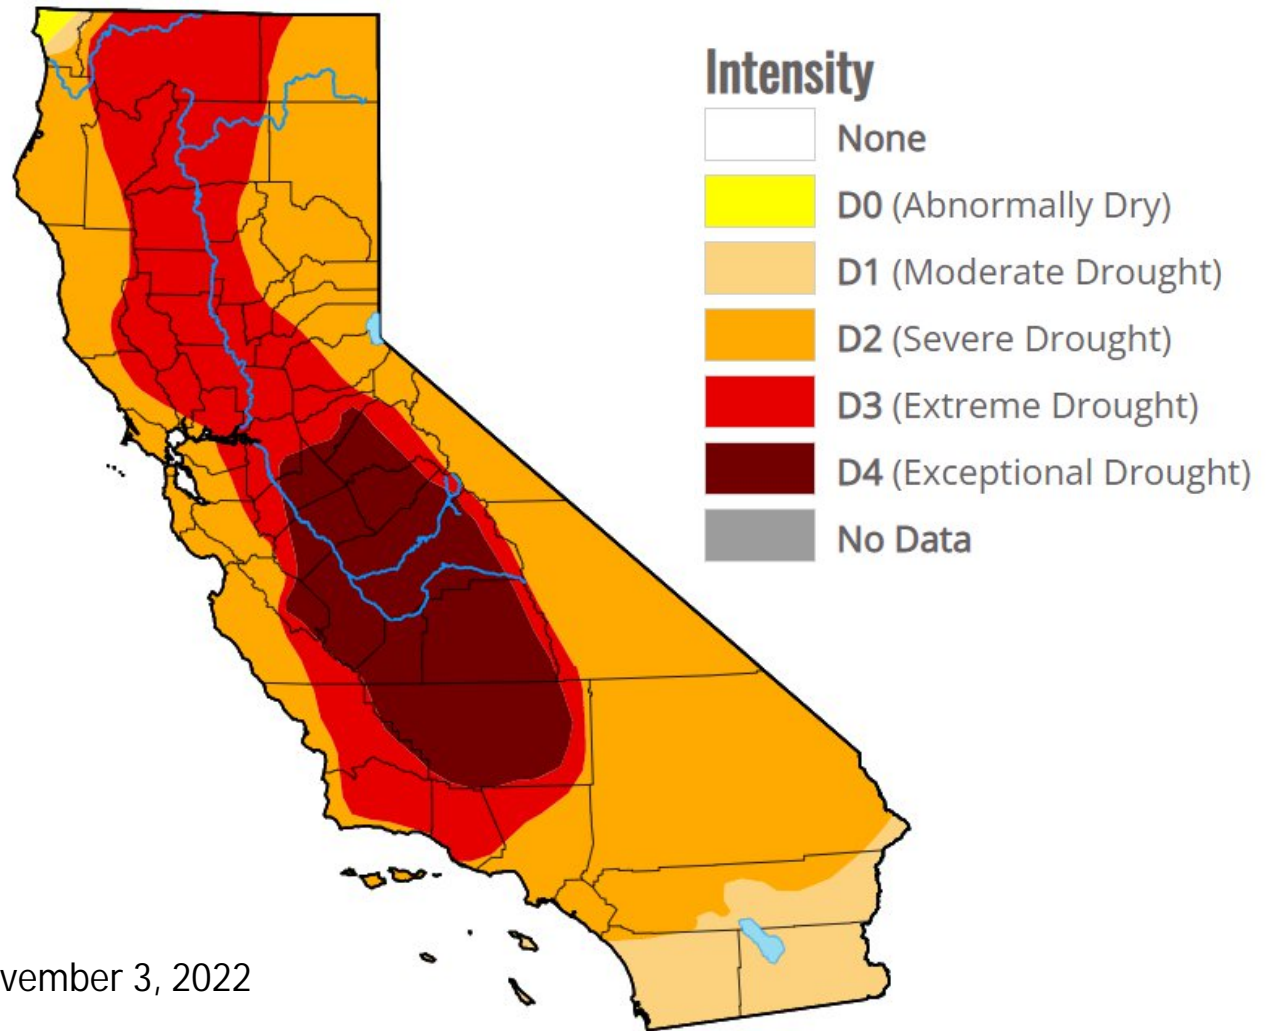 Intensity
None
D0 (Abnormally Dry)
D1 (Moderate Drought)
D2 (Severe Drought)
D3 (Extreme Drought)
D4 (Exceptional Drought)
No Data
vember 3, 2022